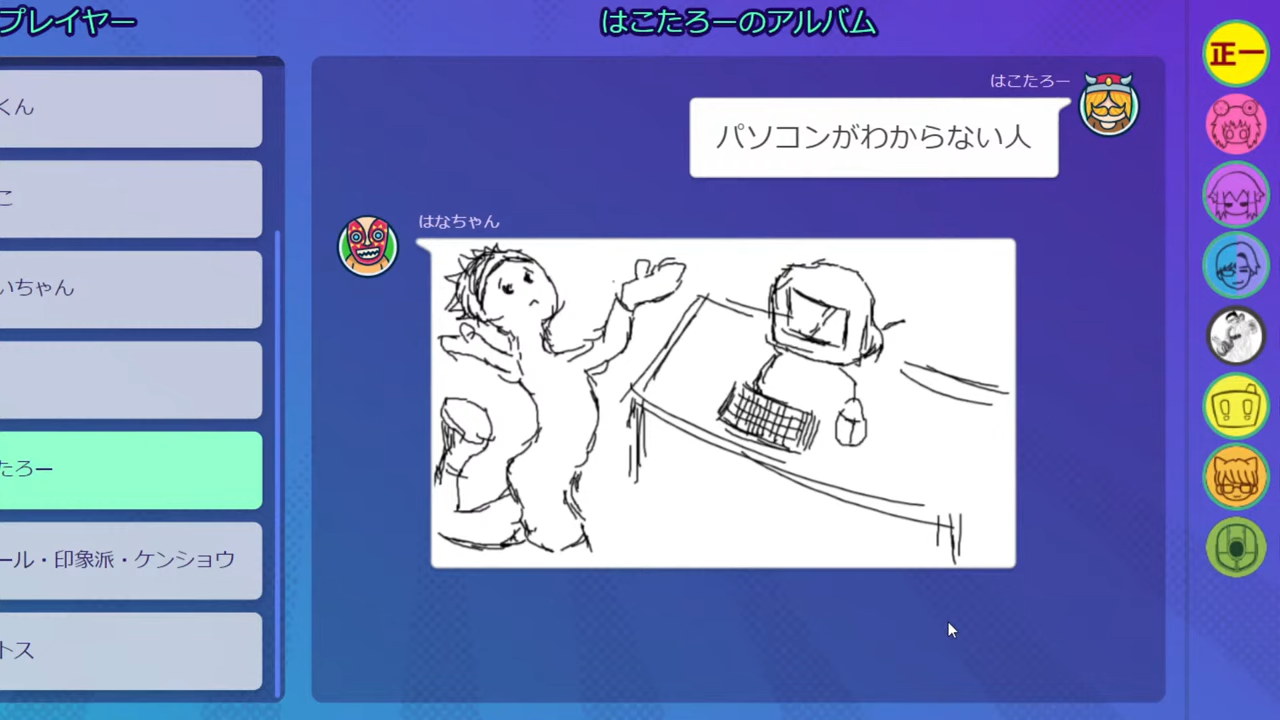 プレイヤー
はこたろーのアルバム
くん
こ
いちゃん
たろー
ール・印象派・ケンショウ
トス
はこたろー
パソコンがわからない人
はなちゃん
正一